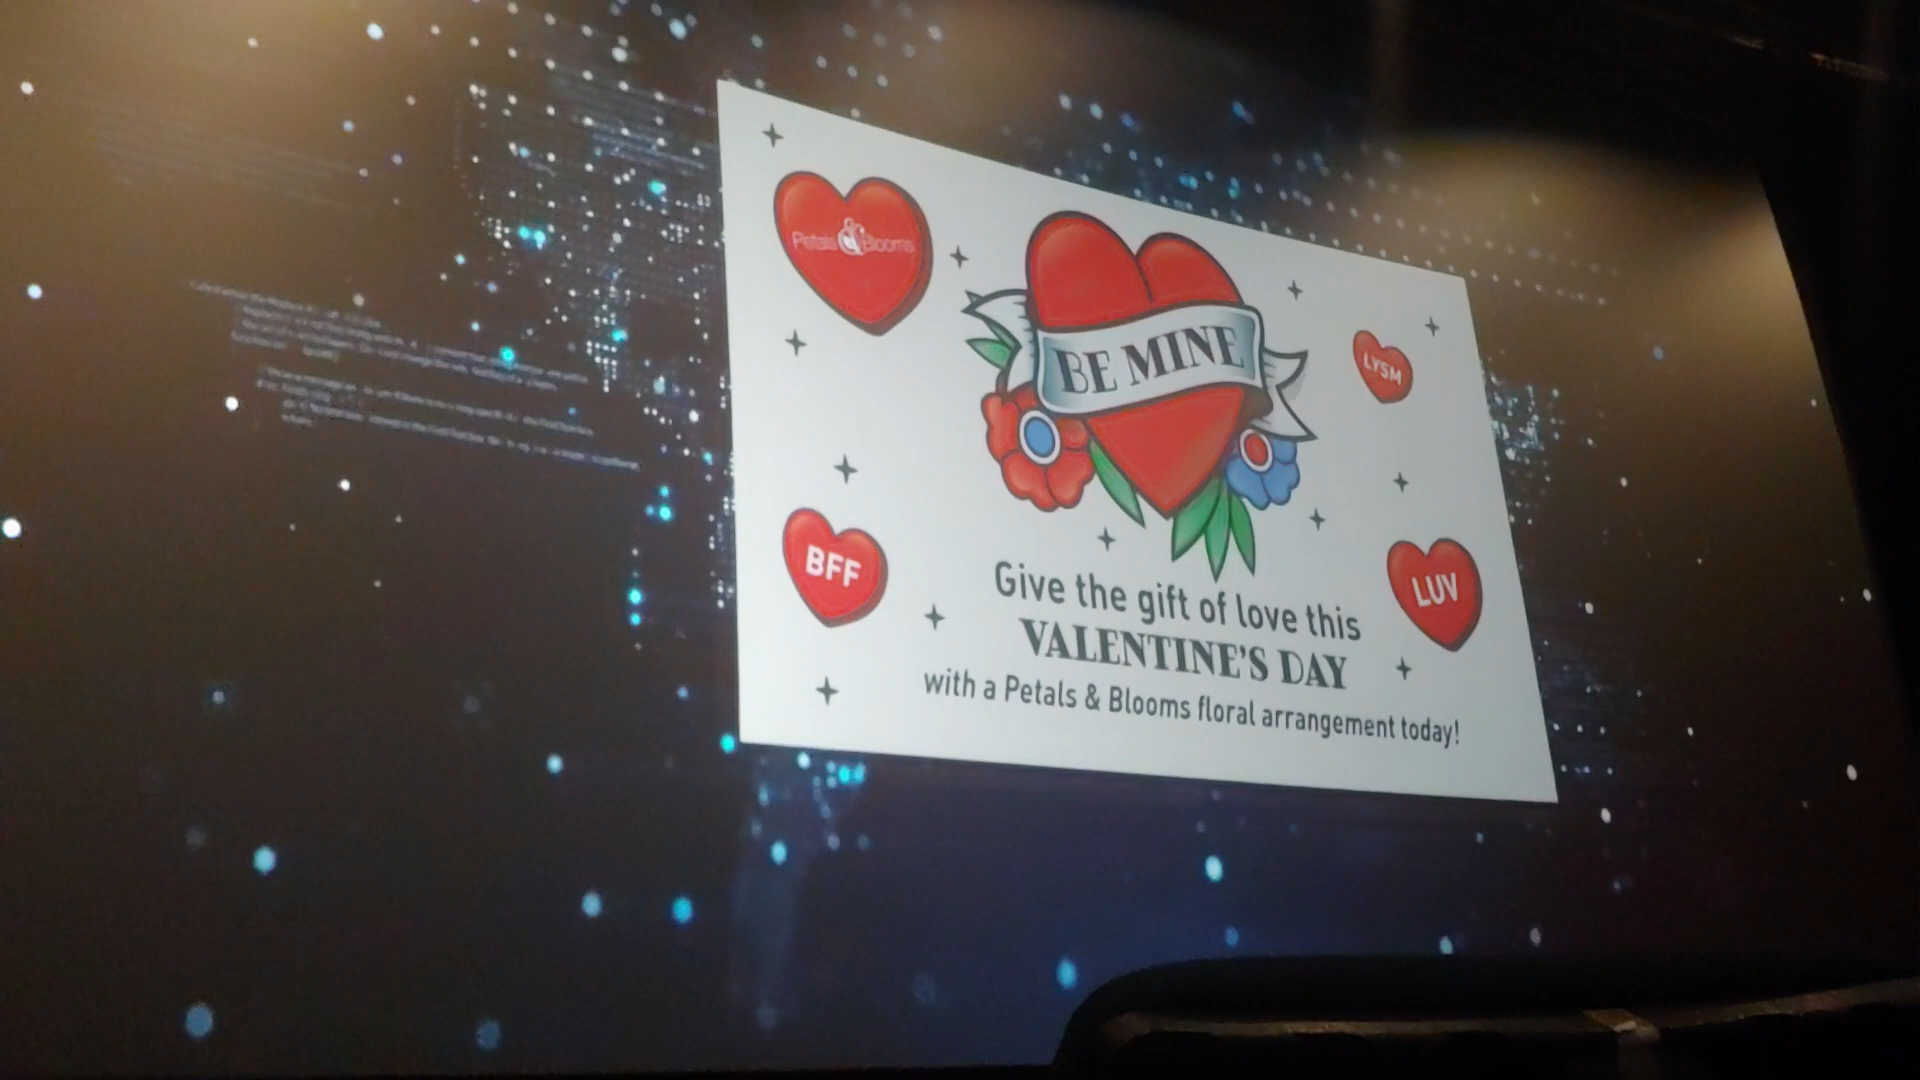 Petals & Blooms
BE MINE
LYSM
BFF
LUV
Give the gift of love this
VALENTINE'S DAY
with a Petals & Blooms floral arrangement today!